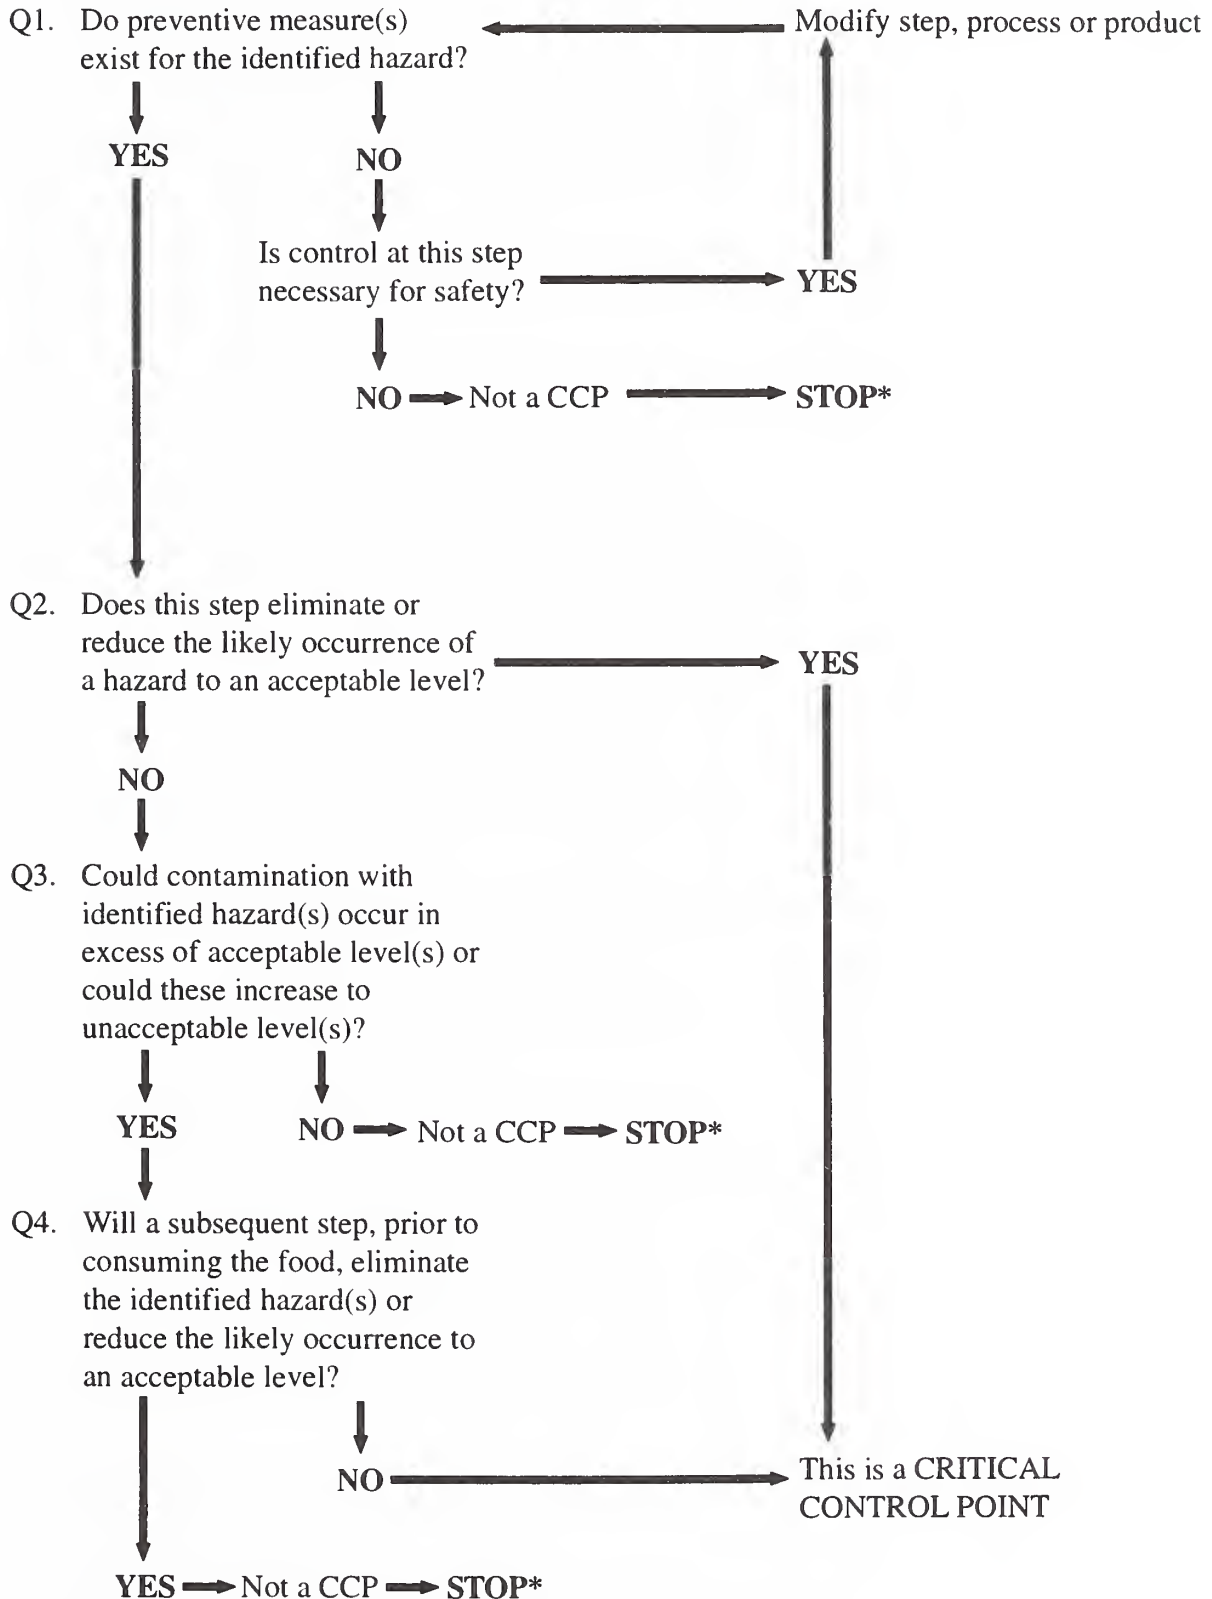 Q1. Do preventive measure(s)
exist for the identified hazard?
Modify step, process or product
YES
NO
Is control at this step
necessary for safety?
YES
NO
Not a CCP
STOP*
Q2. Does this step eliminate or
reduce the likely occurrence of
a hazard to an acceptable level?
YES
NO
Q3. Could contamination with
identified hazard(s) occur in
excess of acceptable level(s) or
could these increase to
unacceptable level(s)?
YES
NO
Not a CCP
STOP*
Q4. Will a subsequent step, prior to
consuming the food, eliminate
the identified hazard(s) or
reduce the likely occurrence to
an acceptable level?
NO
This is a CRITICAL
CONTROL POINT
YES
Not a CCP
STOP*